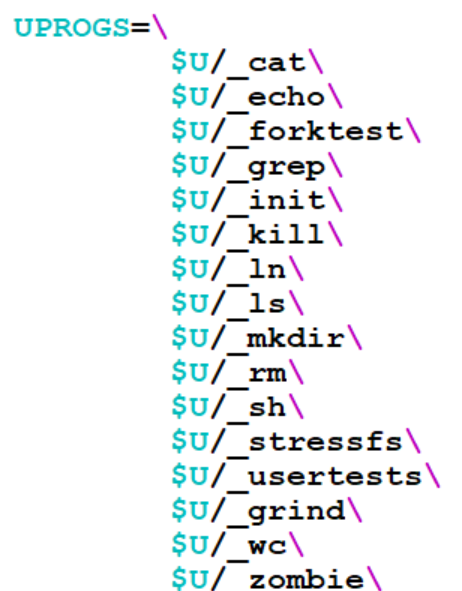 UPROGS=\
$U/_cat\
$U/_echo\
$U/_forktest\
$U/_grep\
$U/_init\
$U/_kill\
$U/_ln\
$U/_ls\
$U/_mkdir\
$U/_rm\
$U/_sh\
$U/_stressfs\
$U/_usertests\
$U/_grind\
$U/_wc\
$U/_zombie\